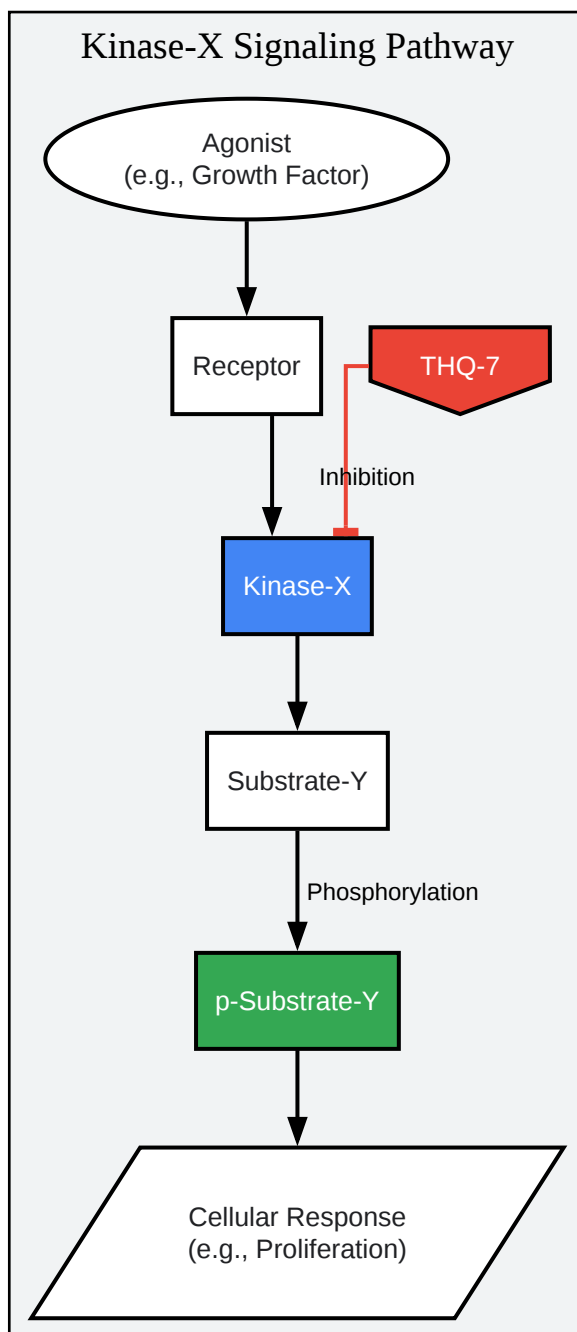 Kinase-X Signaling Pathway
Agonist
(e.g., Growth Factor)
Receptor
THQ-7
Inhibition
Kinase-X
Substrate-Y
Phosphorylation
p-Substrate-Y
Cellular Response
(e.g., Proliferation)